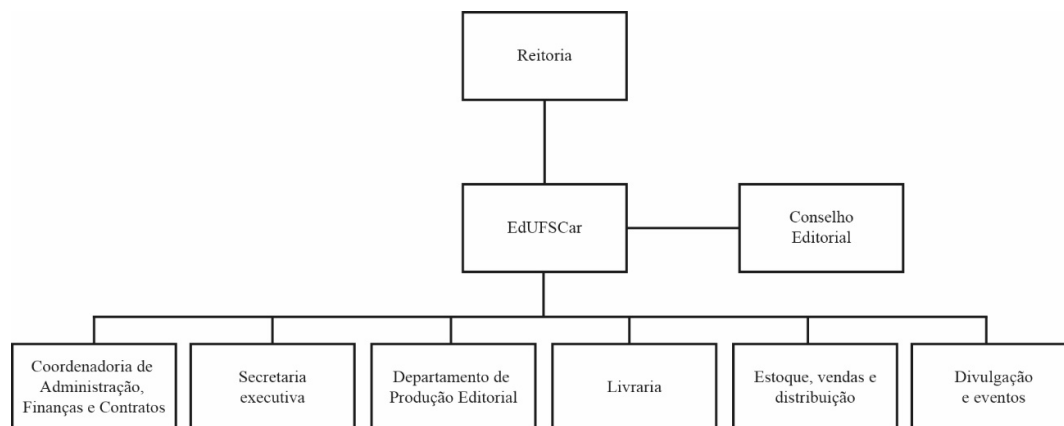 Reitoria
EdUFSCar
Conselho
Editorial
Coordenadoria de
Administração,
Finanças e Contratos
Secretaria
executiva
Departamento de
Produção Editorial
Livraria
Estoque, vendas e
distribuição
Divulgação
e eventos